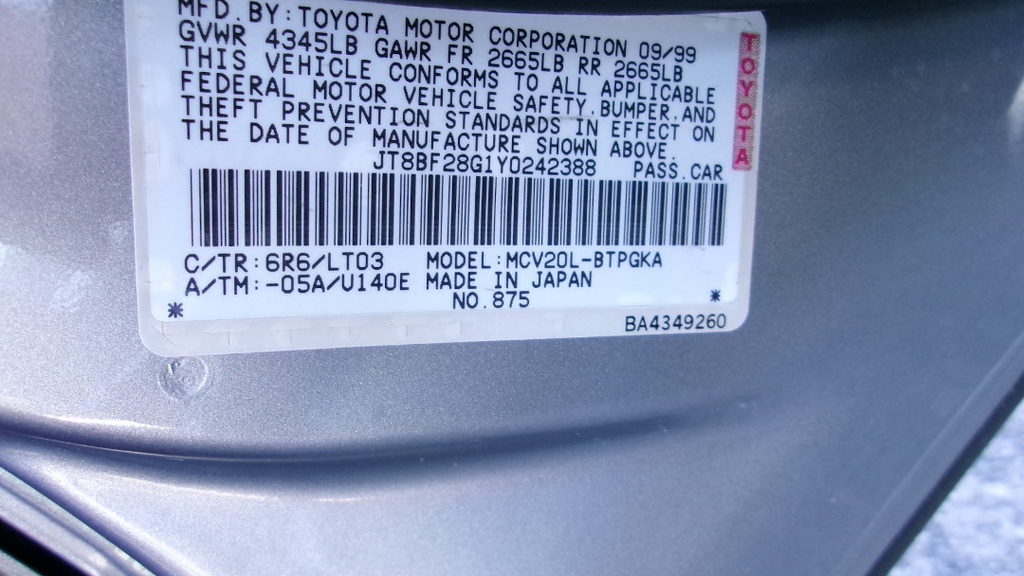 MFD. BY: TOYOTA MOTOR CORPORATION 09/99
GVWR 4345LB GAWR FR 2665LB RR 2665LB
THIS VEHICLE CONFORMS TO ALL APPLICABLE
FEDERAL MOTOR VEHICLE SAFETY, BUMPER, AND
THEFT PREVENTION STANDARDS IN EFFECT ON
THE DATE OF MANUFACTURE SHOWN ABOVE.
JT8BF28G1Y0242388 PASS. CAR
TOYOTA
C/TR: 6R6/LT03 MODEL: MCV20L-BTPGKA
A/TM: -05A/U140E MADE IN JAPAN
* NO. 875 *
BA4349260